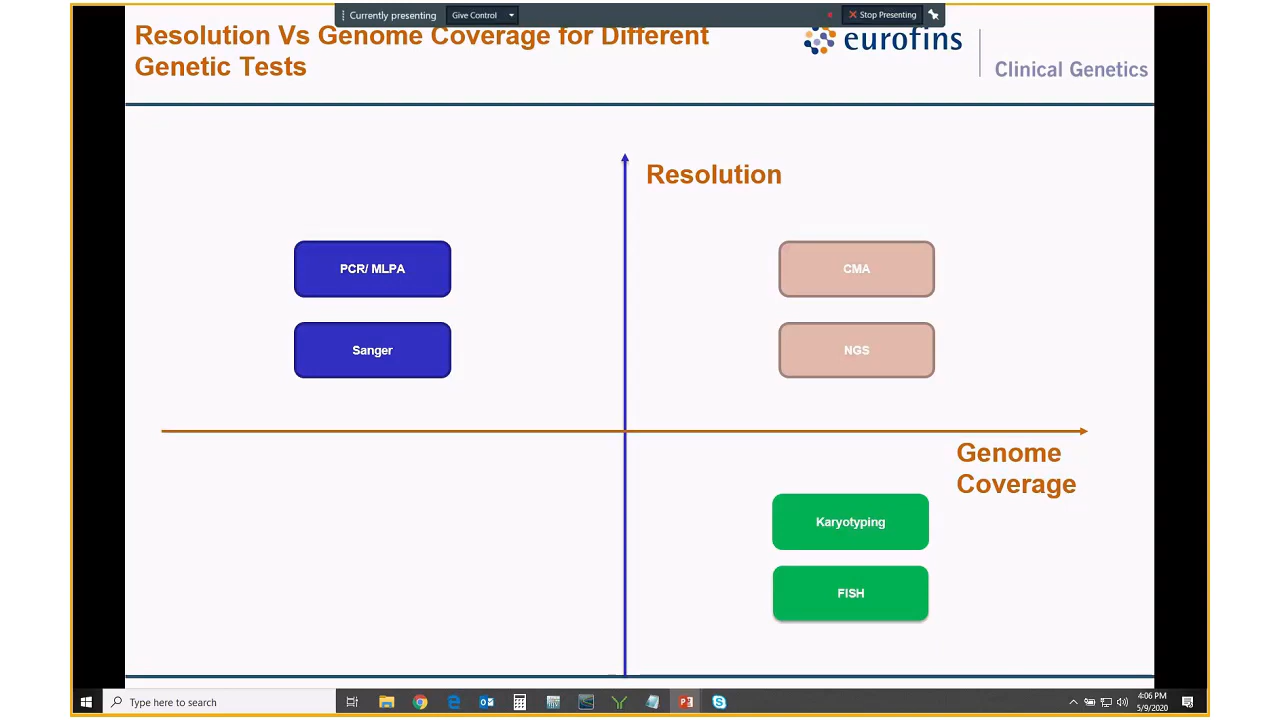 Currently presenting
Give Control
Stop Presenting
Resolution Vs Genome Coverage for Different
Genetic Tests
eurofins
Clinical Genetics
Resolution
PCR/ MLPA
CMA
Sanger
NGS
Genome
Coverage
Karyotyping
FISH
Type here to search
4:06 PM
5/9/2020